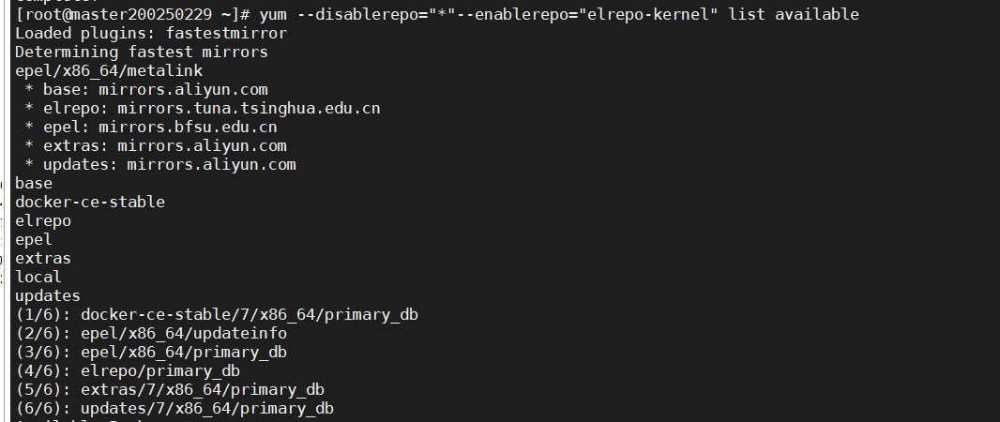 [root@master200250229 ~]# yum --disablerepo="*"--enablerepo="elrepo-kernel" list available
Loaded plugins: fastestmirror
Determining fastest mirrors
epel/x86_64/metalink
* base: mirrors.aliyun.com
* elrepo: mirrors.tuna.tsinghua.edu.cn
* epel: mirrors.bfsu.edu.cn
* extras: mirrors.aliyun.com
* updates: mirrors.aliyun.com
base
docker-ce-stable
elrepo
epel
extras
local
updates
(1/6): docker-ce-stable/7/x86_64/primary_db
(2/6): epel/x86_64/updateinfo
(3/6): epel/x86_64/primary_db
(4/6): elrepo/primary_db
(5/6): extras/7/x86_64/primary_db
(6/6): updates/7/x86_64/primary_db